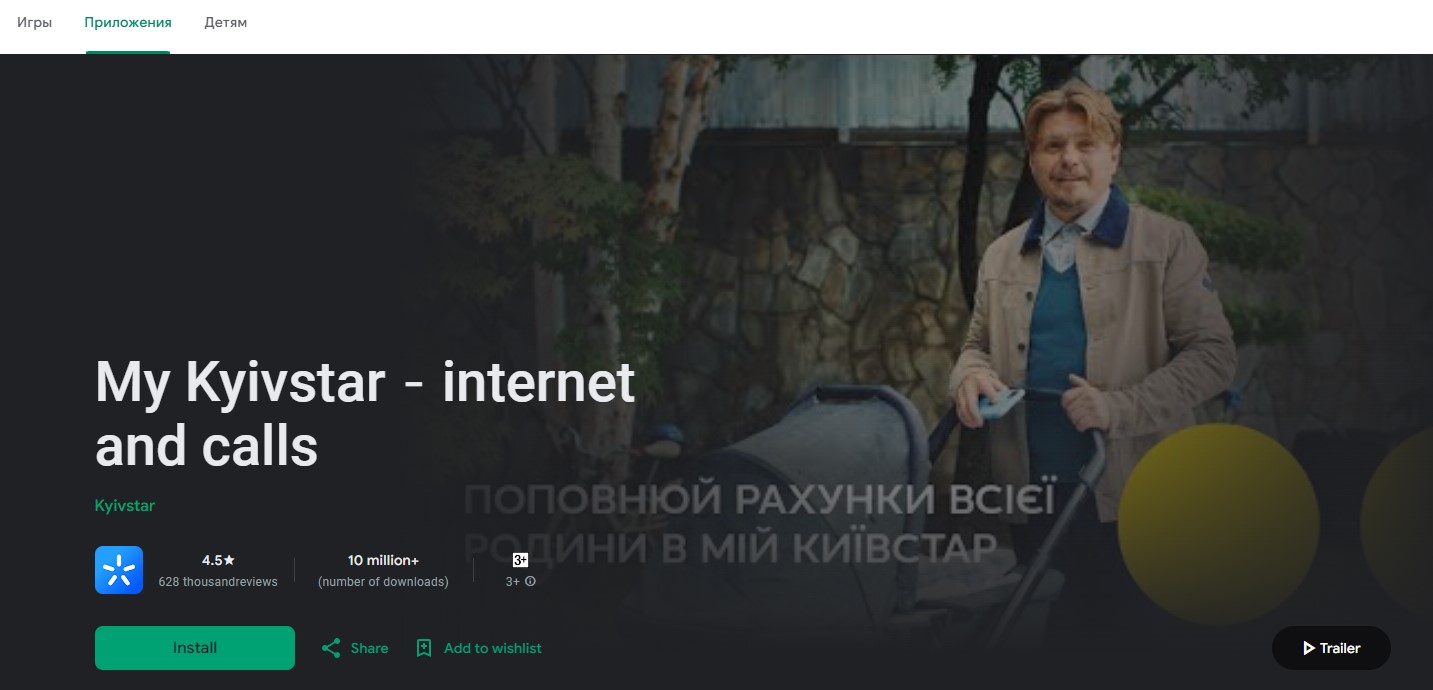 Игры Приложения Детям
My Kyivstar - internet
and calls
Kyivstar
ПОПОВНЮЙ РАХУНКИ ВСІЄЇ
РОДИНИ В МІЙ КИЇВСТАР
4.5★ 10 million+ 3+
628 thousandreviews (number of downloads) 3+
Install Share Add to wishlist Trailer